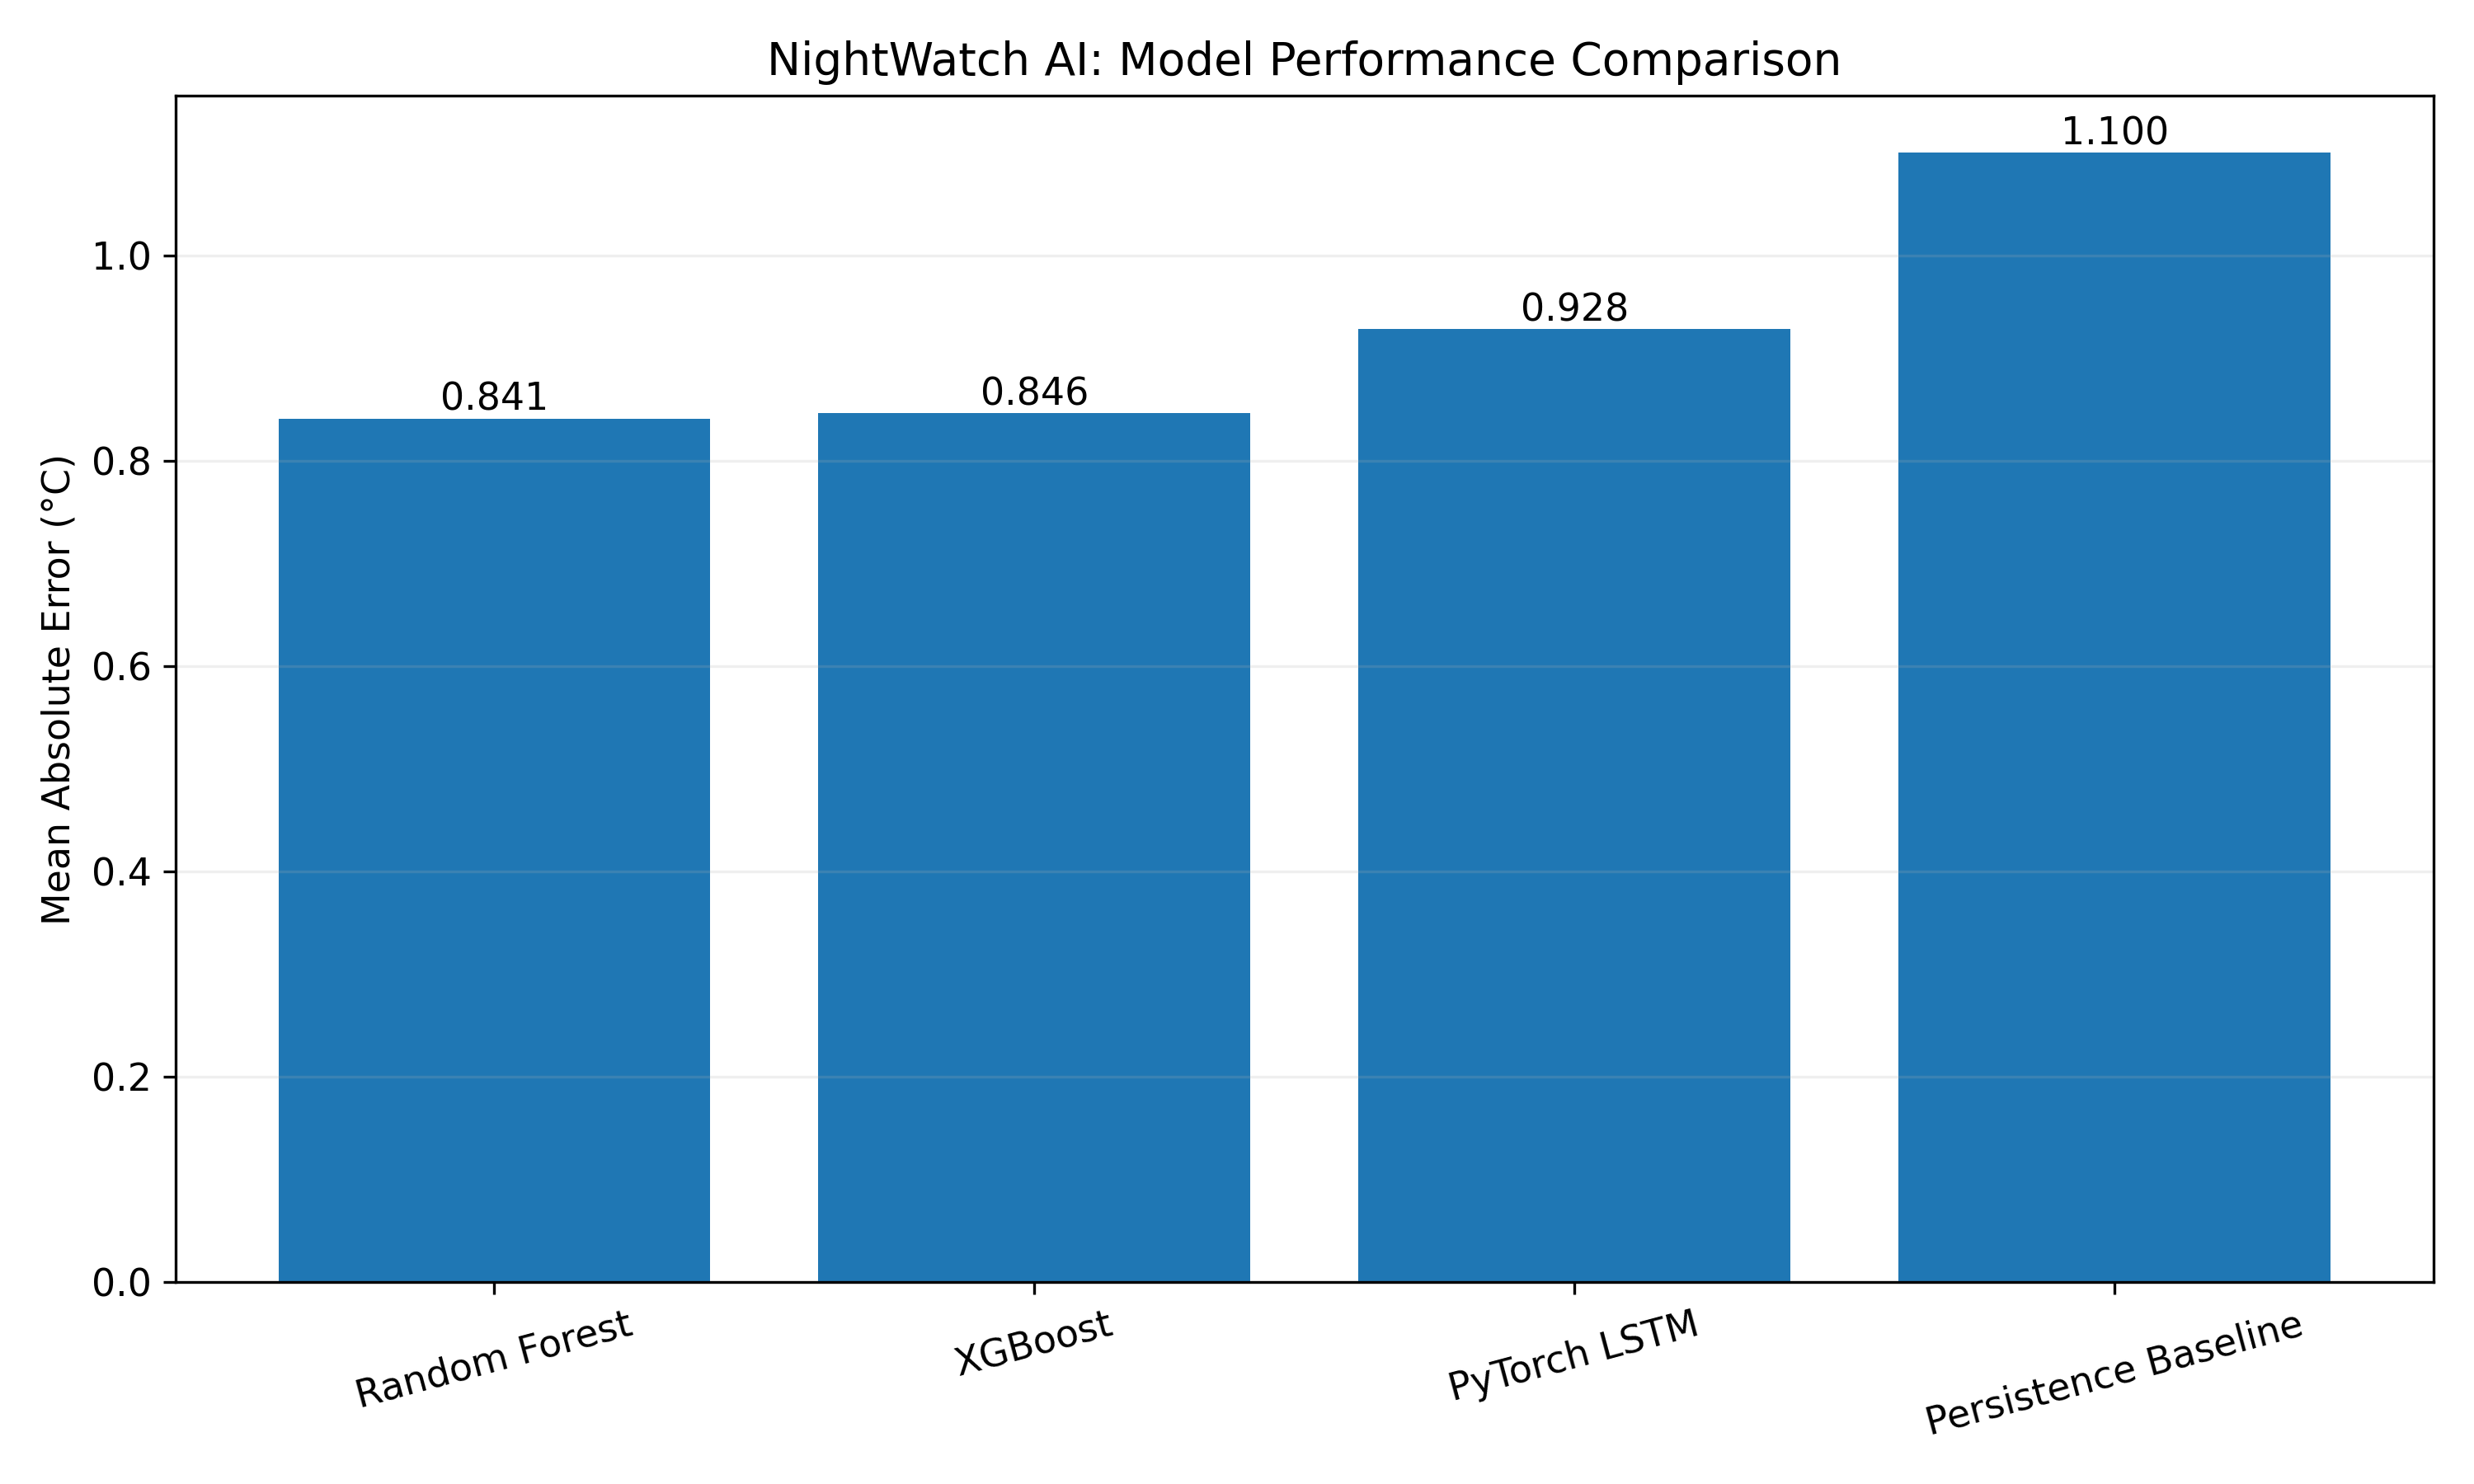 NightWatch AI: Model Performance Comparison
Mean Absolute Error (°C)
1.0
0.8
0.6
0.4
0.2
0.0
0.841
0.846
0.928
1.100
Random Forest
XGBoost
PyTorch LSTM
Persistence Baseline